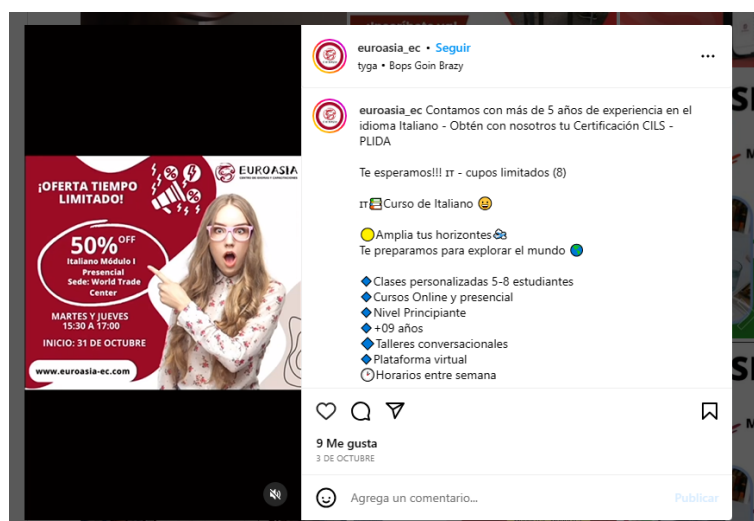 ¡Inscríbete ya!
euroasia_ec • Seguir
tyga • Bops Goin Brazy
euroasia_ec Contamos con más de 5 años de experiencia en el
idioma Italiano - Obtén con nosotros tu Certificación CILS -
PLIDA
Te esperamos!!! IT - cupos limitados (8)
IT📚Curso de Italiano 😃
🟡Amplia tus horizontes
Te preparamos para explorar el mundo 🌎
🔷Clases personalizadas 5-8 estudiantes
🔷Cursos Online y presencial
🔷Nivel Principiante
🔷+09 años
🔷Talleres conversacionales
🔷Plataforma virtual
🕑Horarios entre semana
9 Me gusta
3 DE OCTUBRE
Agrega un comentario...
Publicar
EUROASIA
¡OFERTA TIEMPO
LIMITADO!
50% OFF
Italiano Módulo I
Presencial
Sede: World Trade
Center
MARTES Y JUEVES
15:30 A 17:00
INICIO: 31 DE OCTUBRE
www.euroasia-ec.com